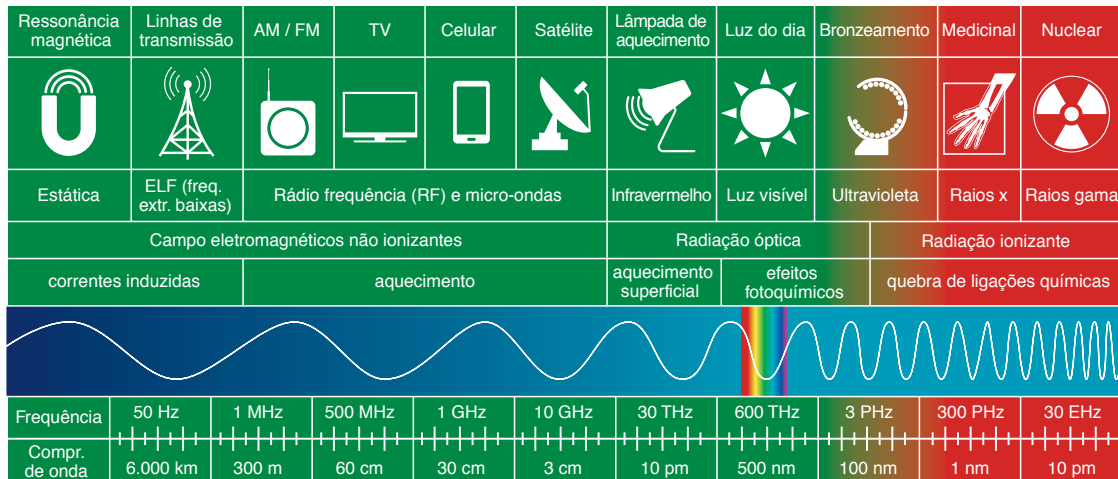 Ressonância
magnética
Linhas de
transmissão
AM / FM
TV
Celular
Satélite
Lâmpada de
aquecimento
Luz do dia
Bronzeamento
Medicinal
Nuclear
Estática
ELF (freq.
extr. baixas)
Rádio frequência (RF) e micro-ondas
Infravermelho
Luz visível
Ultravioleta
Raios x
Raios gama
Campo eletromagnéticos não ionizantes
Radiação óptica
Radiação ionizante
correntes induzidas
aquecimento
aquecimento
superficial
efeitos
fotoquímicos
quebra de ligações químicas
Frequência
50 Hz
1 MHz
500 MHz
1 GHz
10 GHz
30 THz
600 THz
3 PHz
300 PHz
30 EHz
Compr.
de onda
6.000 km
300 m
60 cm
30 cm
3 cm
10 pm
500 nm
100 nm
1 nm
10 pm